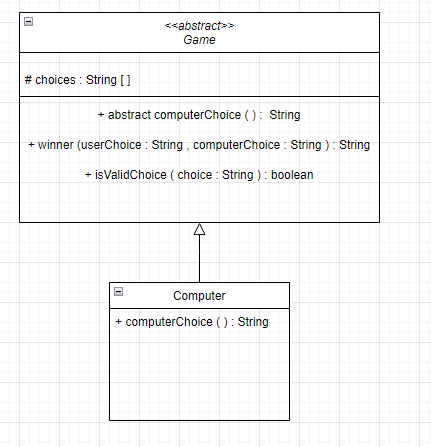 <<abstract>>
Game
# choices : String [ ]
+ abstract computerChoice ( ) : String
+ winner (userChoice : String , computerChoice : String ) : String
+ isValidChoice ( choice : String ) : boolean
Computer
+ computerChoice ( ) : String